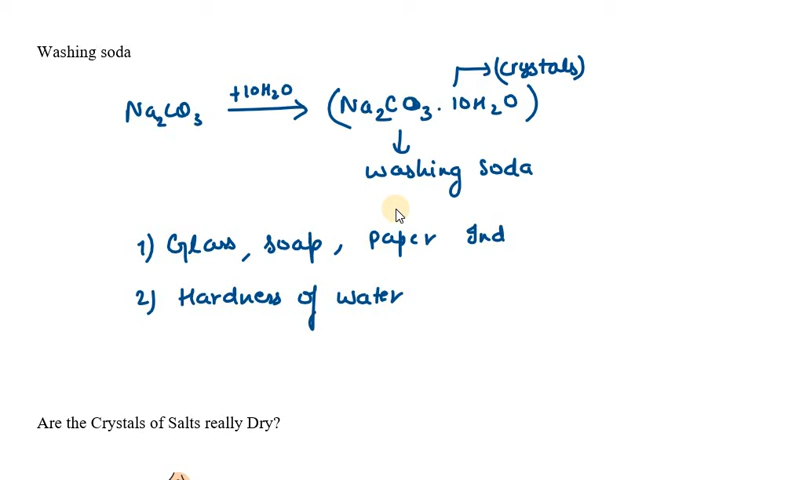 Washing soda
→(Crystals)
Na₂CO₃ +10H₂O → (Na₂CO₃ . 10H₂O)
↓
washing soda
1) Glass, soap, paper Ind
2) Hardness of water
Are the Crystals of Salts really Dry?